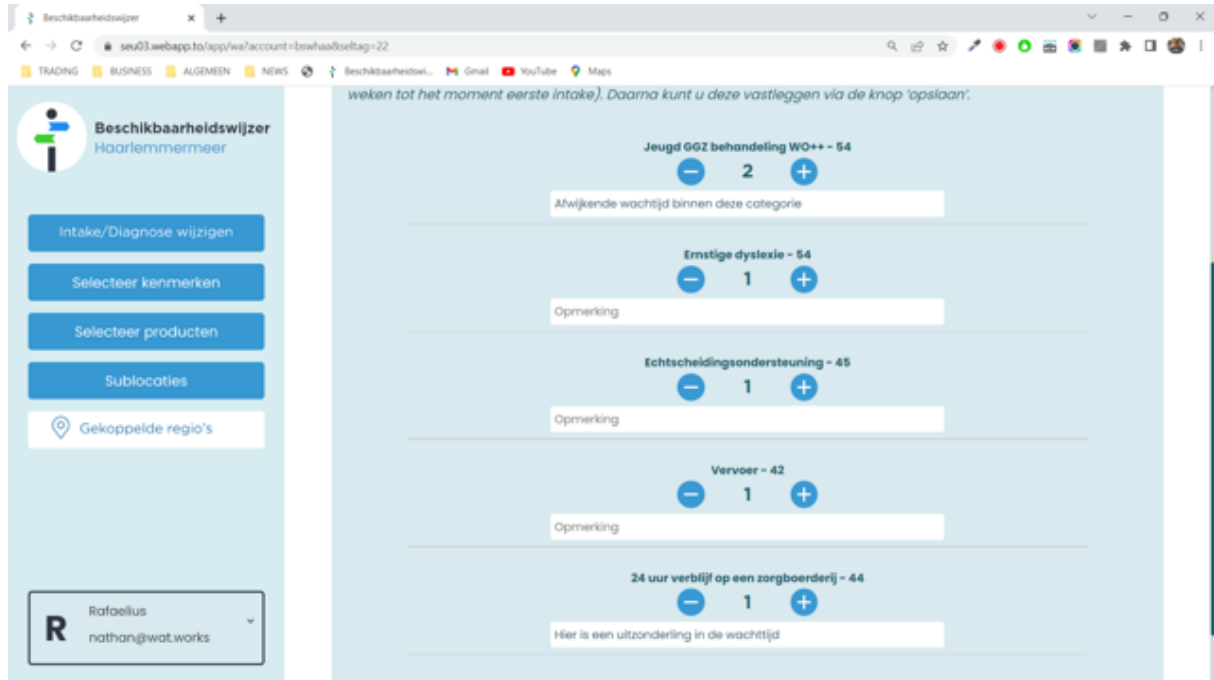 Beschikbaarheidswijzer
seu03.webapp.to/app/wa?account=bswhaa&seltag=22
TRADING BUSINESS ALGEMEEN NEWS Beschikbaarheidswi... Gmail YouTube Maps
weken tot het moment eerste intake). Daarna kunt u deze vastleggen via de knop ‘opslaan’.
Beschikbaarheidswijzer
Haarlemmermeer
Intake/Diagnose wijzigen
Selecteer kenmerken
Selecteer producten
Sublocaties
Gekoppelde regio's
R
Rafaelius
nathan@wat.works
Jeugd GGZ behandeling WO++ - 54
2
Afwijkende wachtijd binnen deze categorie
Ernstige dyslexie - 54
1
Opmerking
Echtscheidingsondersteuning - 45
1
Opmerking
Vervoer - 42
1
Opmerking
24 uur verblijf op een zorgboerderij - 44
1
Hier is een uitzonderling in de wachttijd